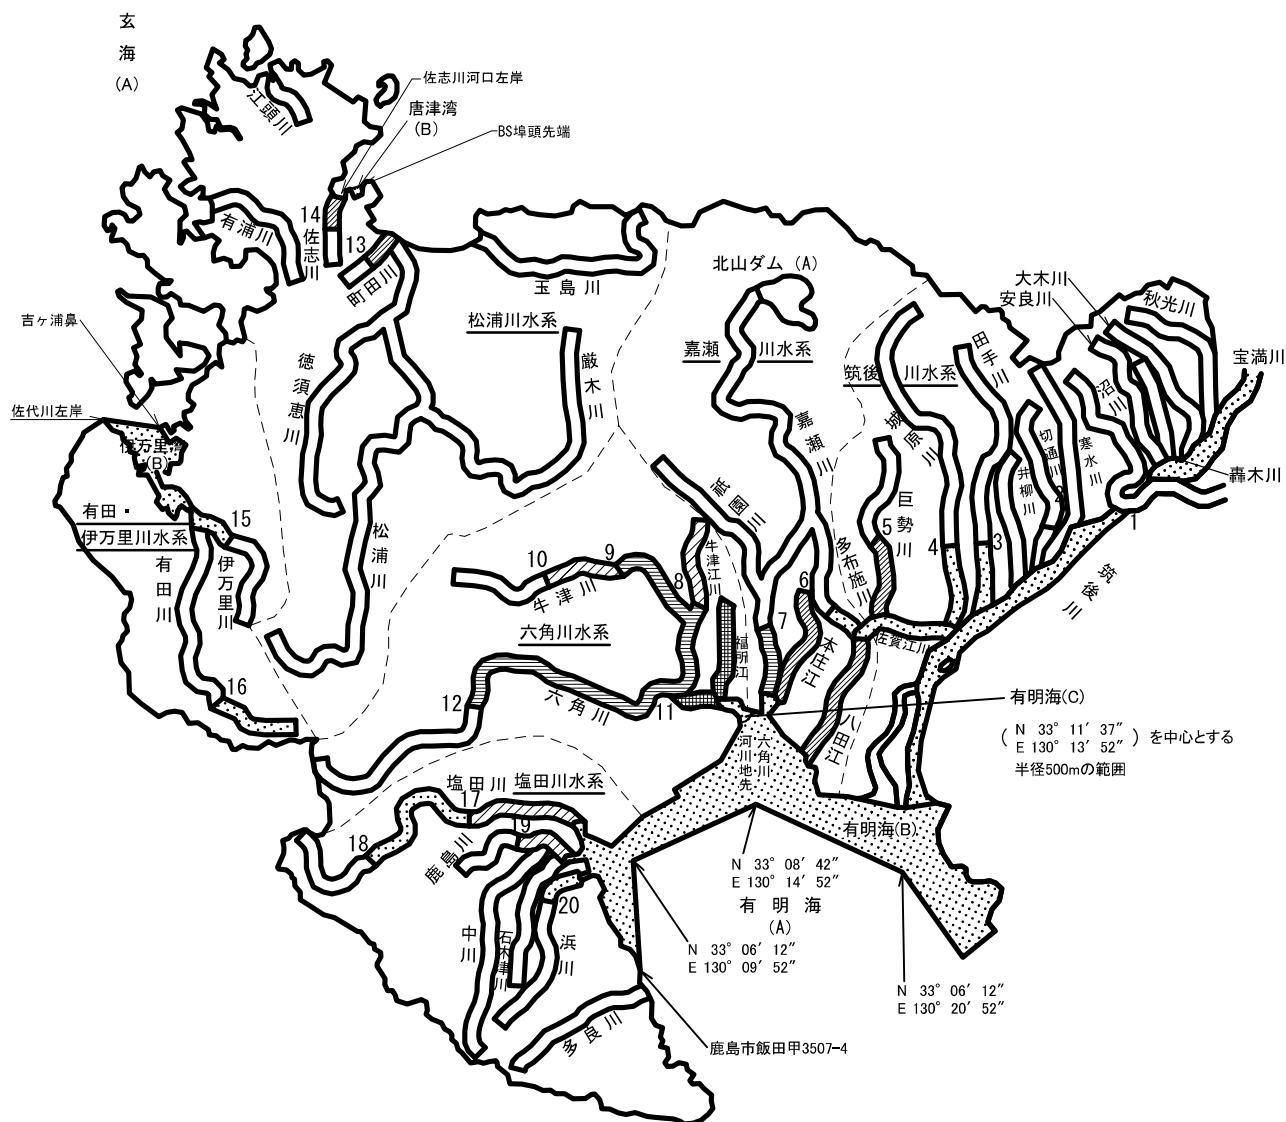 玄
海
(A)
佐志川河口左岸
唐津湾
(B)
BS埠頭先端
江頭川
有浦川
14
佐志川
13
町田川
玉島川
北山ダム (A)
大木川
安良川
秋光川
宝満川
吉ヶ浦鼻
松浦川水系
嘉瀬川水系
筑後川水系
田手川
徳須恵川
厳木川
嘉瀬川
城原川
沼川
佐代川左岸
伊万里湾
(B)
切通川
寒水川
井柳川
2
轟木川
1
祇園川
巨勢川
5
4
3
有田・
伊万里川水系
15
有田川
伊万里川
松浦川
10
9
牛津川
8
牛津江川
多布施川
6
7
筑後川
六角川水系
福所江
本庄江
佐賀江川
16
12
六角川
11
八田江
有明海(C)
( N 33° 11′ 37″
E 130° 13′ 52″ ) を中心とする
半径500mの範囲
六角川
河川地先
塩田川
塩田川水系
17
18
19
鹿島川
有明海(B)
N 33° 08′ 42″
E 130° 14′ 52″
有明海
(A)
20
中川
石木津川
浜川
N 33° 06′ 12″
E 130° 09′ 52″
N 33° 06′ 12″
E 130° 20′ 52″
多良川
鹿島市飯田甲3507-4